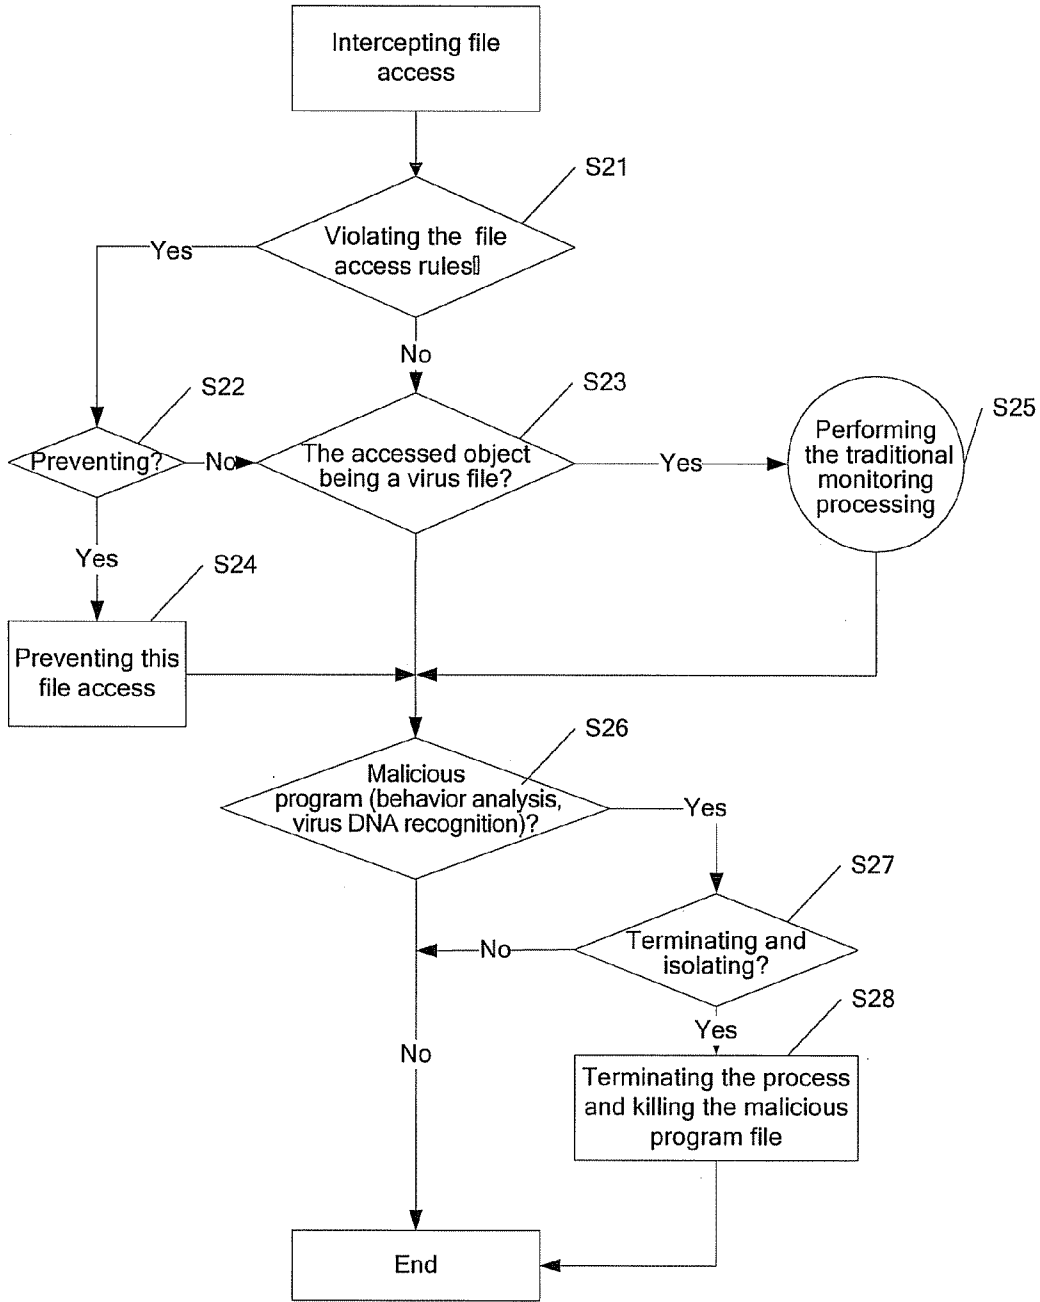 Intercepting file
access
S21
Violating the file
access rules
Yes
No
S22
S23
S25
Preventing?
No
The accessed object
being a virus file?
Yes
Performing
the traditional
monitoring
processing
Yes
S24
Preventing this
file access
S26
Malicious
program (behavior analysis,
virus DNA recognition)?
Yes
S27
Terminating and
isolating?
No
S28
Yes
No
Terminating the process
and killing the malicious
program file
End